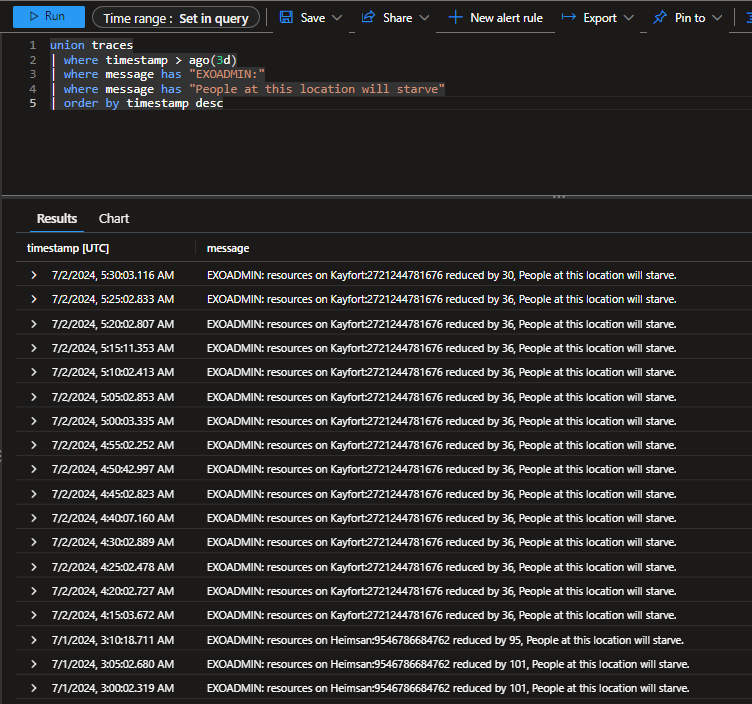 Run Time range : Set in query Save Share New alert rule Export Pin to
1 union traces
2 | where timestamp > ago(3d)
3 | where message has "EXOADMIN:"
4 | where message has "People at this location will starve"
5 | order by timestamp desc
Results Chart
timestamp [UTC] message
7/2/2024, 5:30:03.116 AM EXOADMIN: resources on Kayfort:2721244781676 reduced by 30, People at this location will starve.
7/2/2024, 5:25:02.833 AM EXOADMIN: resources on Kayfort:2721244781676 reduced by 36, People at this location will starve.
7/2/2024, 5:20:02.807 AM EXOADMIN: resources on Kayfort:2721244781676 reduced by 36, People at this location will starve.
7/2/2024, 5:15:11.353 AM EXOADMIN: resources on Kayfort:2721244781676 reduced by 36, People at this location will starve.
7/2/2024, 5:10:02.413 AM EXOADMIN: resources on Kayfort:2721244781676 reduced by 36, People at this location will starve.
7/2/2024, 5:05:02.853 AM EXOADMIN: resources on Kayfort:2721244781676 reduced by 36, People at this location will starve.
7/2/2024, 5:00:03.335 AM EXOADMIN: resources on Kayfort:2721244781676 reduced by 36, People at this location will starve.
7/2/2024, 4:55:02.252 AM EXOADMIN: resources on Kayfort:2721244781676 reduced by 36, People at this location will starve.
7/2/2024, 4:50:42.997 AM EXOADMIN: resources on Kayfort:2721244781676 reduced by 36, People at this location will starve.
7/2/2024, 4:45:02.823 AM EXOADMIN: resources on Kayfort:2721244781676 reduced by 36, People at this location will starve.
7/2/2024, 4:40:07.160 AM EXOADMIN: resources on Kayfort:2721244781676 reduced by 36, People at this location will starve.
7/2/2024, 4:30:02.889 AM EXOADMIN: resources on Kayfort:2721244781676 reduced by 36, People at this location will starve.
7/2/2024, 4:25:02.478 AM EXOADMIN: resources on Kayfort:2721244781676 reduced by 36, People at this location will starve.
7/2/2024, 4:20:02.727 AM EXOADMIN: resources on Kayfort:2721244781676 reduced by 36, People at this location will starve.
7/2/2024, 4:15:03.672 AM EXOADMIN: resources on Kayfort:2721244781676 reduced by 36, People at this location will starve.
7/1/2024, 3:10:18.711 AM EXOADMIN: resources on Heimsan:9546786684762 reduced by 95, People at this location will starve.
7/1/2024, 3:05:02.680 AM EXOADMIN: resources on Heimsan:9546786684762 reduced by 101, People at this location will starve.
7/1/2024, 3:00:02.319 AM EXOADMIN: resources on Heimsan:9546786684762 reduced by 101, People at this location will starve.